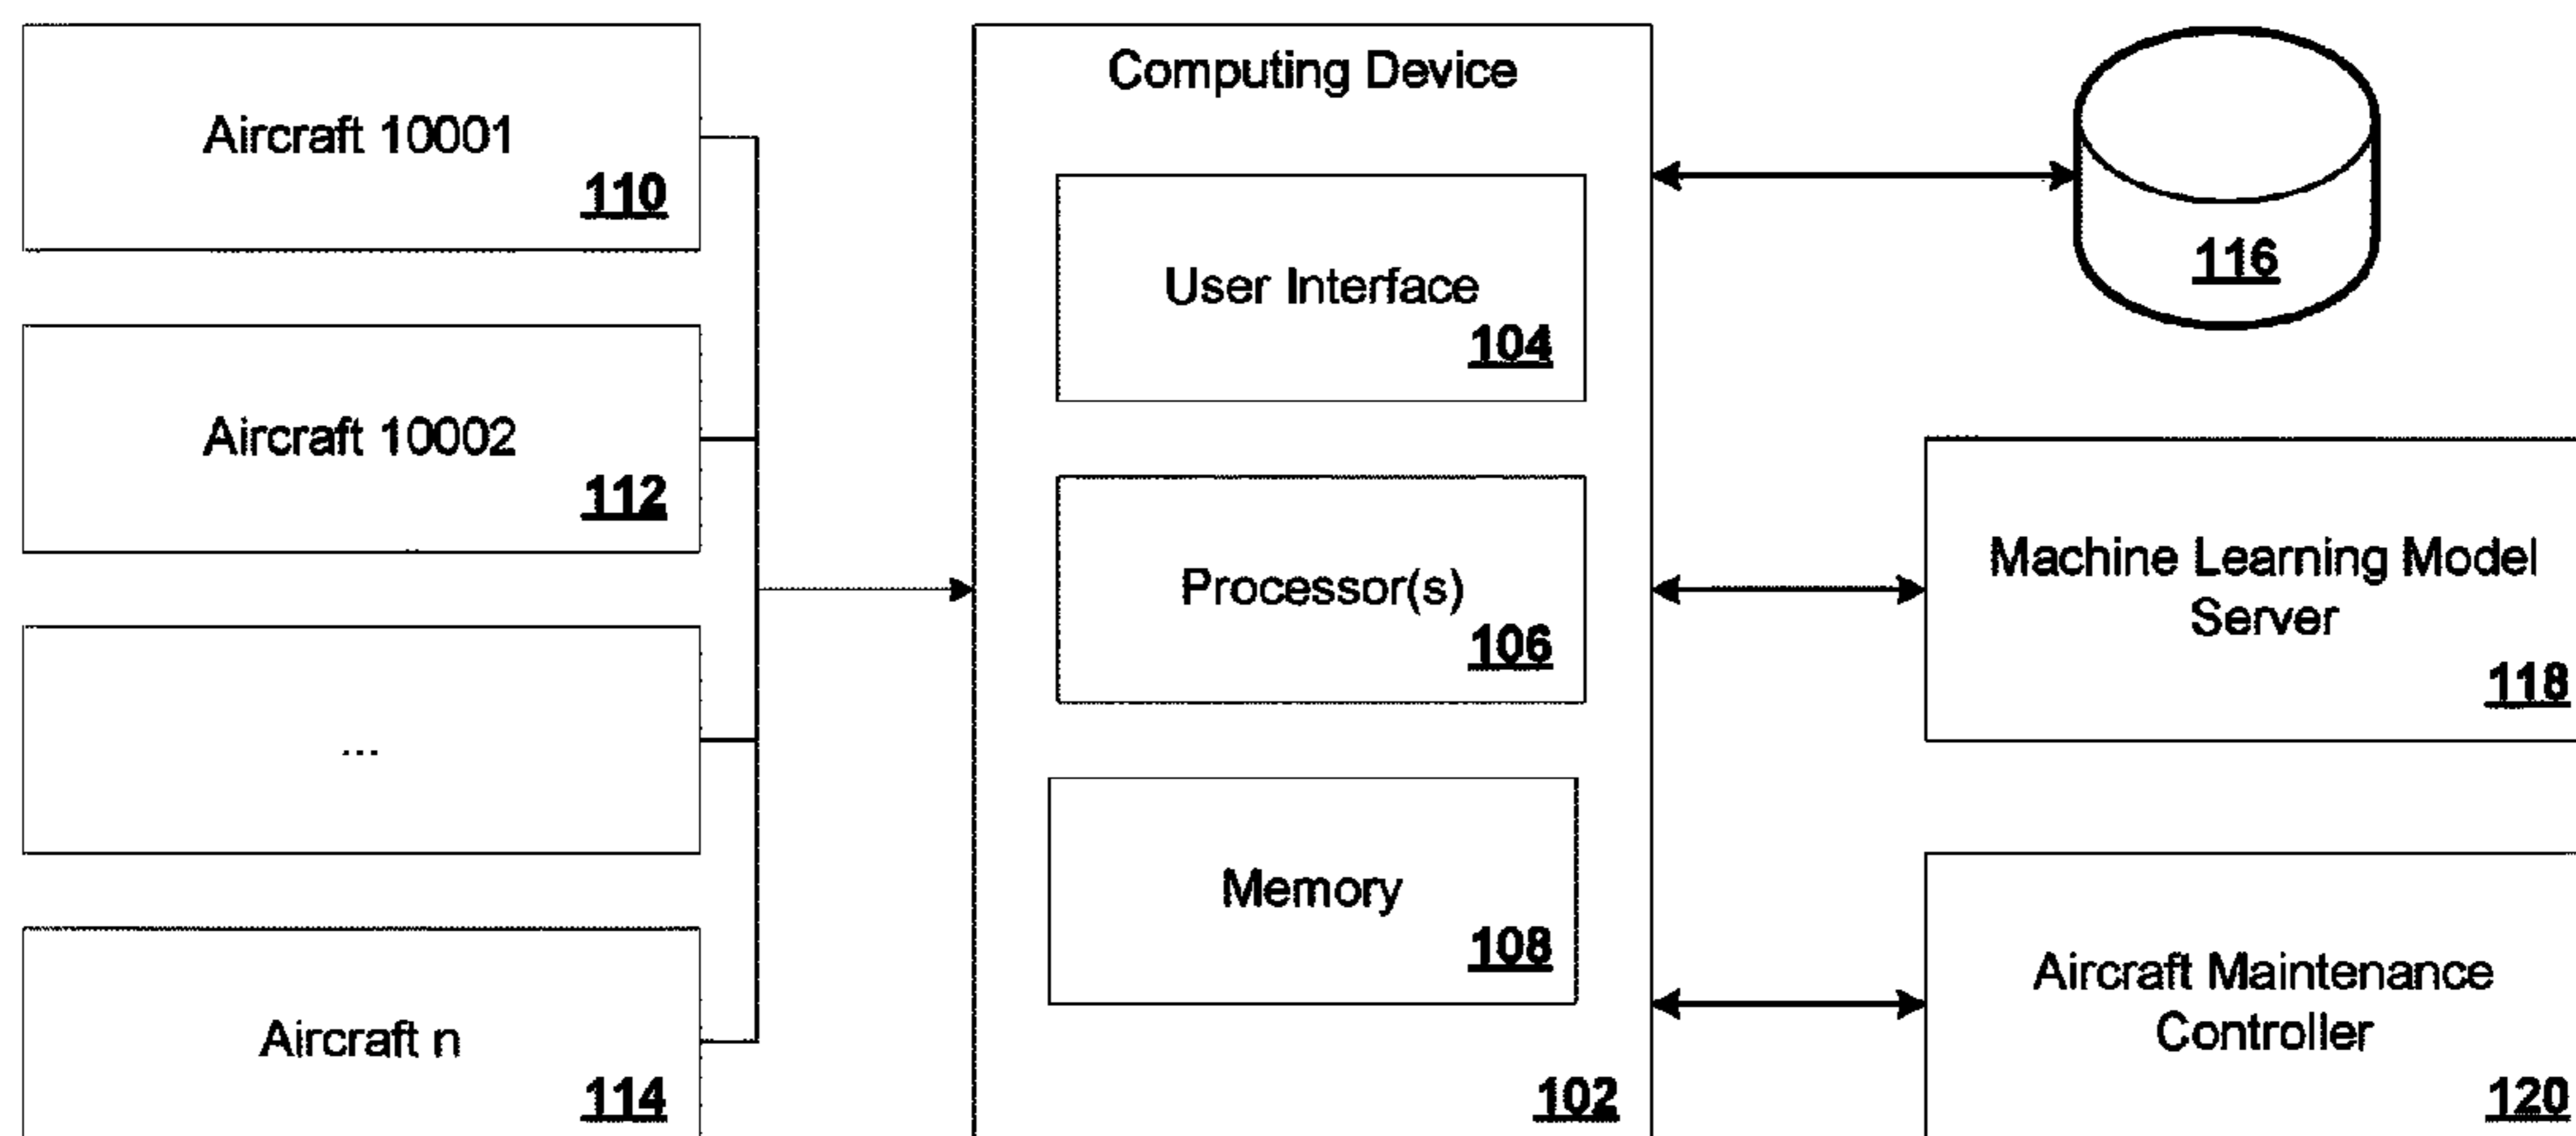 Aircraft 10001
110
Aircraft 10002
112
...
Aircraft n
114
Computing Device
User Interface
104
Processor(s)
106
Memory
108
102
116
Machine Learning Model
Server
118
Aircraft Maintenance
Controller
120